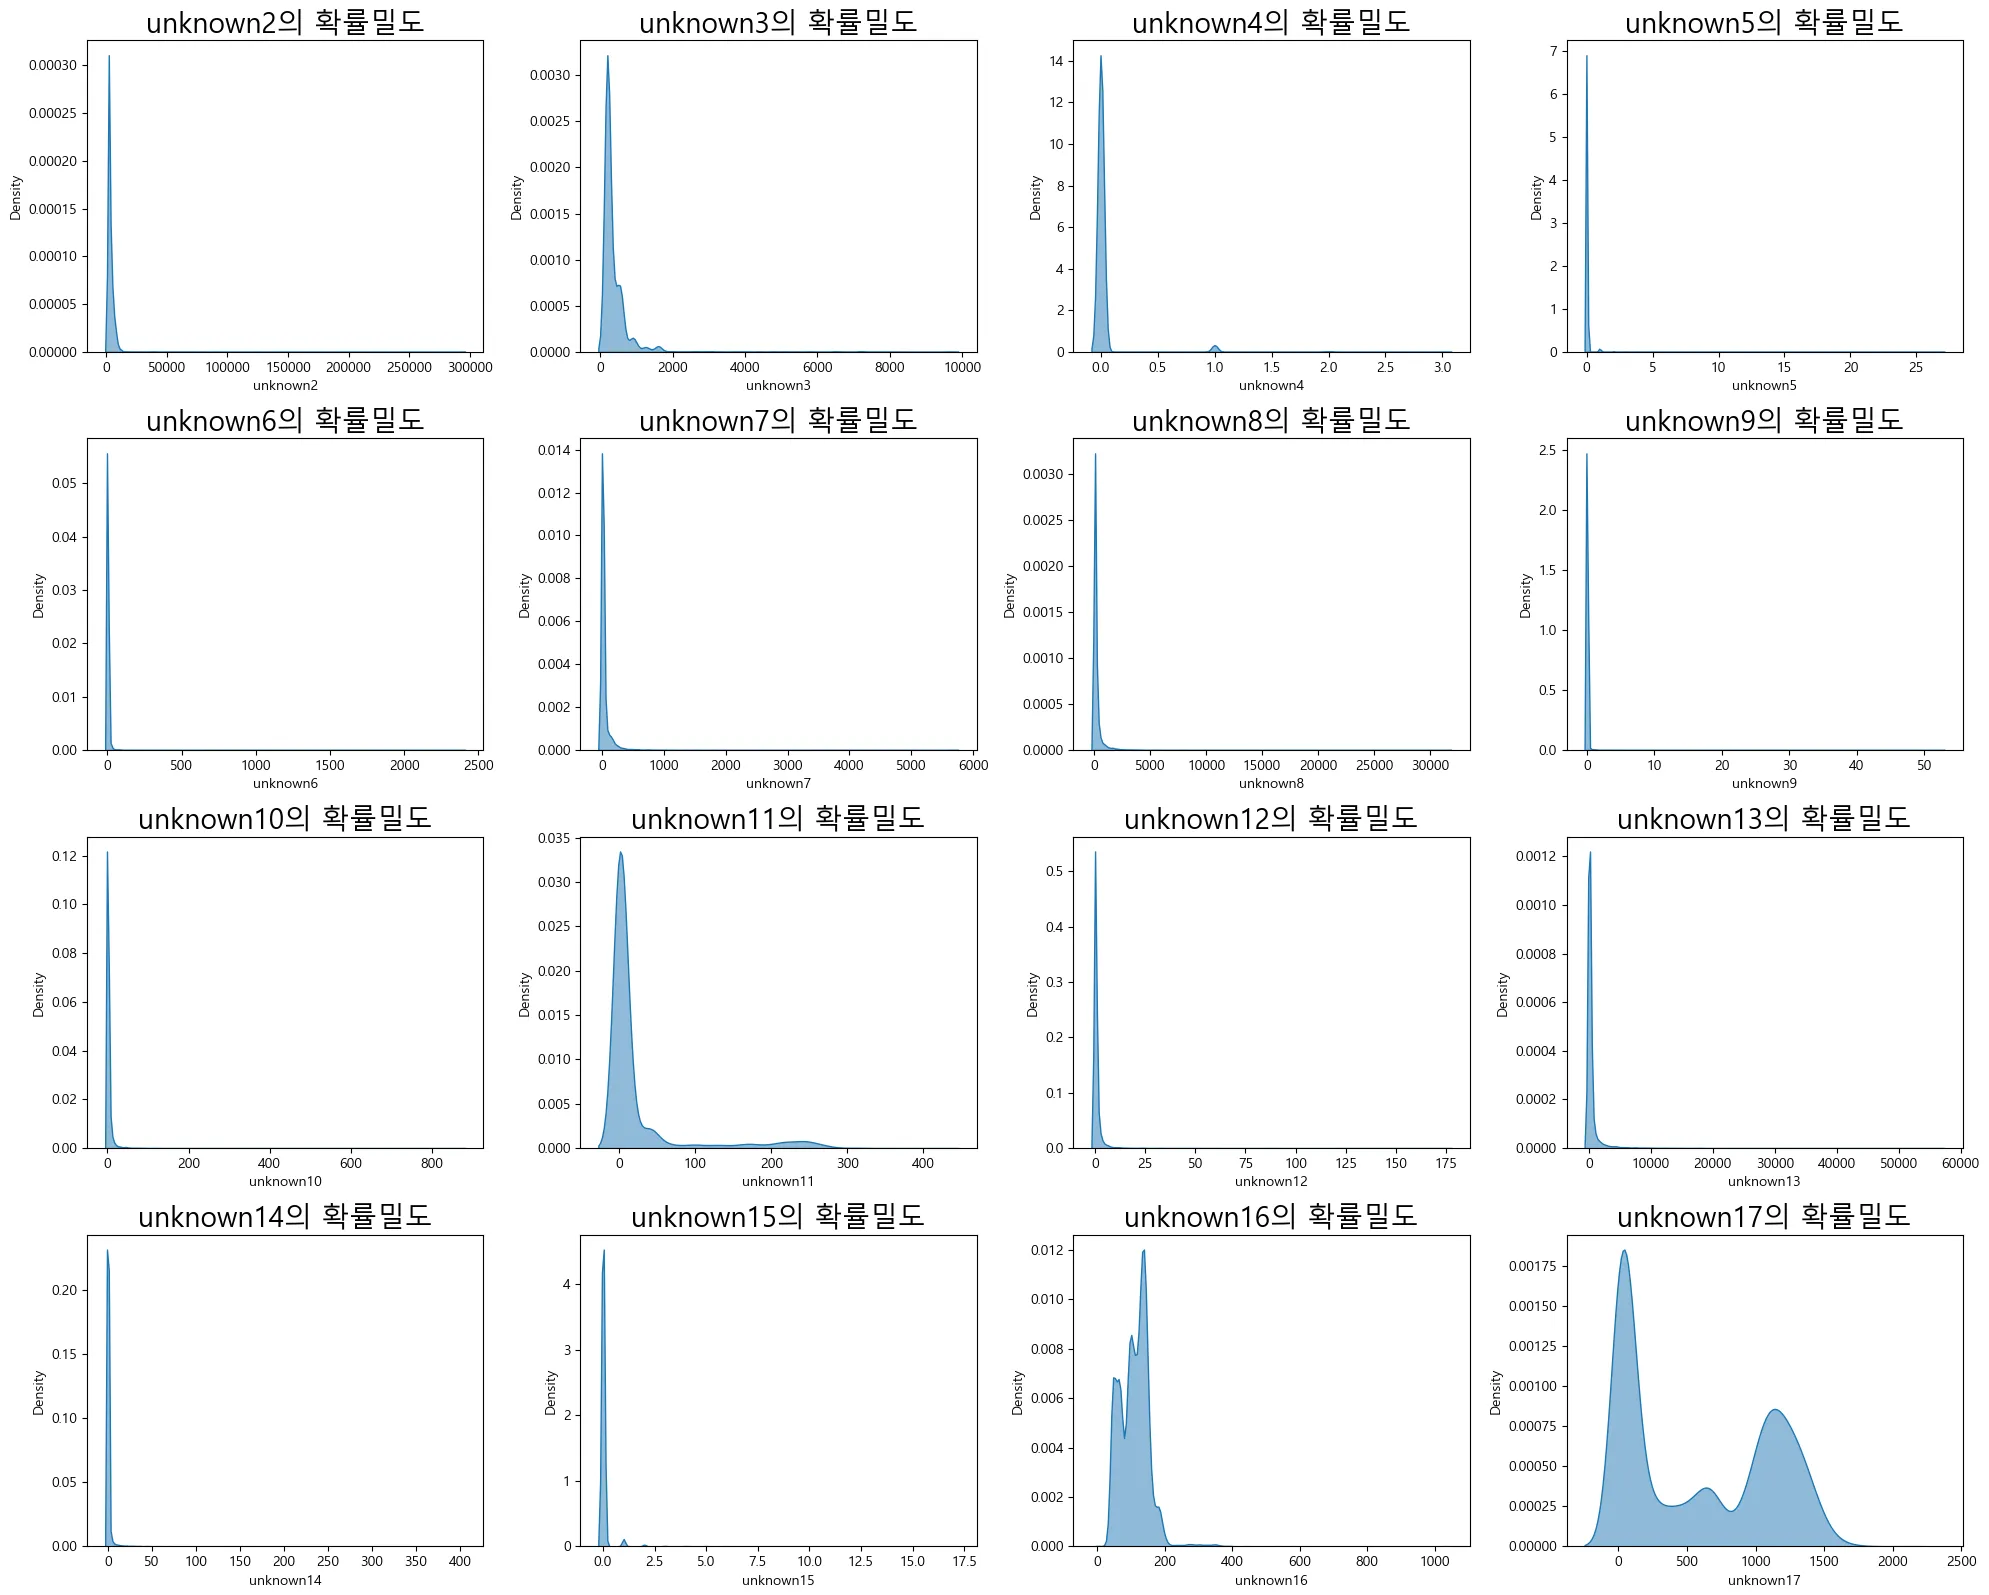 unknown2의 확률밀도
0.00030
0.00025
0.00020
0.00015
0.00010
0.00005
0.00000
Density
0 50000 100000 150000 200000 250000 300000
unknown2
unknown3의 확률밀도
0.0030
0.0025
0.0020
0.0015
0.0010
0.0005
0.0000
Density
0 2000 4000 6000 8000 10000
unknown3
unknown4의 확률밀도
14
12
10
8
6
4
2
0
Density
0.0 0.5 1.0 1.5 2.0 2.5 3.0
unknown4
unknown5의 확률밀도
7
6
5
4
3
2
1
0
Density
0 5 10 15 20 25
unknown5
unknown6의 확률밀도
0.05
0.04
0.03
0.02
0.01
0.00
Density
0 500 1000 1500 2000 2500
unknown6
unknown7의 확률밀도
0.014
0.012
0.010
0.008
0.006
0.004
0.002
0.000
Density
0 1000 2000 3000 4000 5000 6000
unknown7
unknown8의 확률밀도
0.0030
0.0025
0.0020
0.0015
0.0010
0.0005
0.0000
Density
0 5000 10000 15000 20000 25000 30000
unknown8
unknown9의 확률밀도
2.5
2.0
1.5
1.0
0.5
0.0
Density
0 10 20 30 40 50
unknown9
unknown10의 확률밀도
0.12
0.10
0.08
0.06
0.04
0.02
0.00
Density
0 200 400 600 800
unknown10
unknown11의 확률밀도
0.035
0.030
0.025
0.020
0.015
0.010
0.005
0.000
Density
0 100 200 300 400
unknown11
unknown12의 확률밀도
0.5
0.4
0.3
0.2
0.1
0.0
Density
0 25 50 75 100 125 150 175
unknown12
unknown13의 확률밀도
0.0012
0.0010
0.0008
0.0006
0.0004
0.0002
0.0000
Density
0 10000 20000 30000 40000 50000 60000
unknown13
unknown14의 확률밀도
0.20
0.15
0.10
0.05
0.00
Density
0 50 100 150 200 250 300 350 400
unknown14
unknown15의 확률밀도
4
3
2
1
0
Density
0.0 2.5 5.0 7.5 10.0 12.5 15.0 17.5
unknown15
unknown16의 확률밀도
0.012
0.010
0.008
0.006
0.004
0.002
0.000
Density
0 200 400 600 800 1000
unknown16
unknown17의 확률밀도
0.00175
0.00150
0.00125
0.00100
0.00075
0.00050
0.00025
0.00000
Density
0 500 1000 1500 2000 2500
unknown17